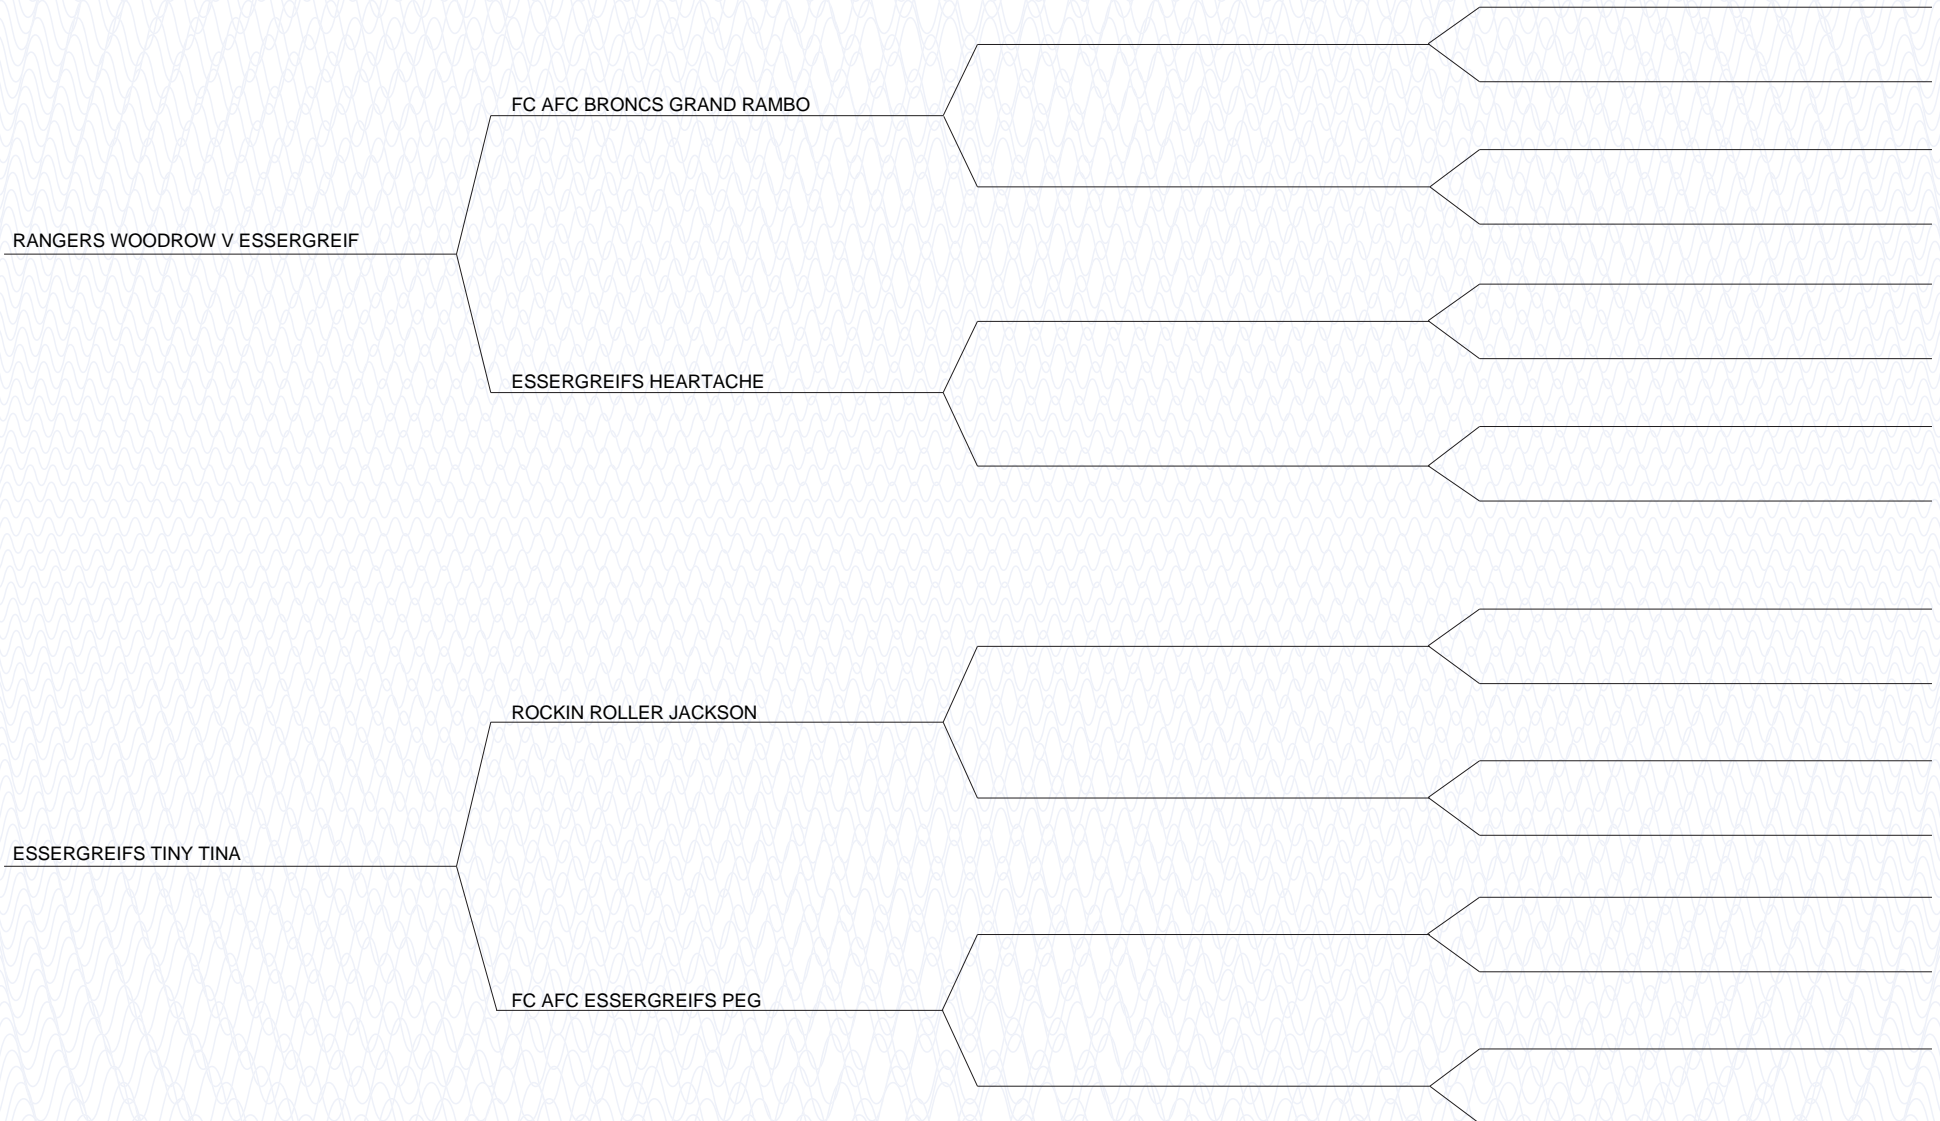 FC AFC BRONCS GRAND RAMBO
RANGERS WOODROW V ESSERGREIF
ESSERGREIFS HEARTACHE
ROCKIN ROLLER JACKSON
ESSERGREIFS TINY TINA
FC AFC ESSERGREIFS PEG